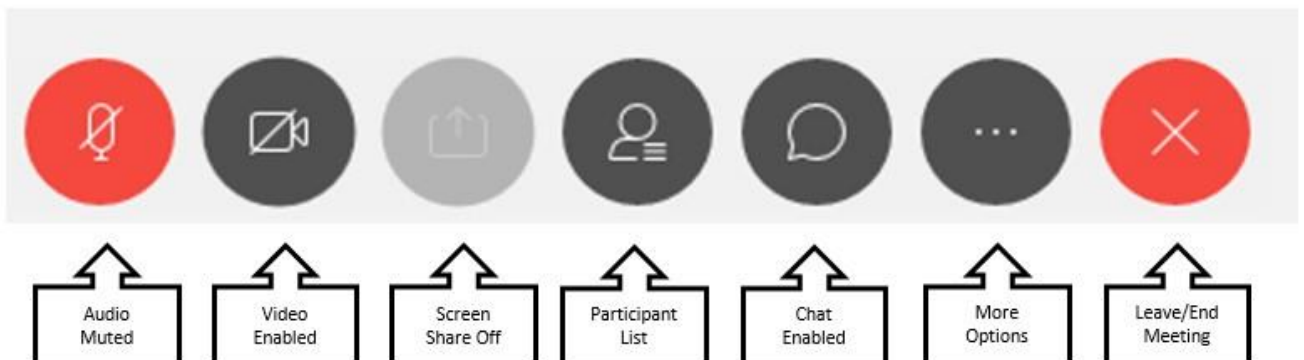 Audio
Muted
Video
Enabled
Screen
Share Off
Participant
List
Chat
Enabled
More
Options
Leave/End
Meeting